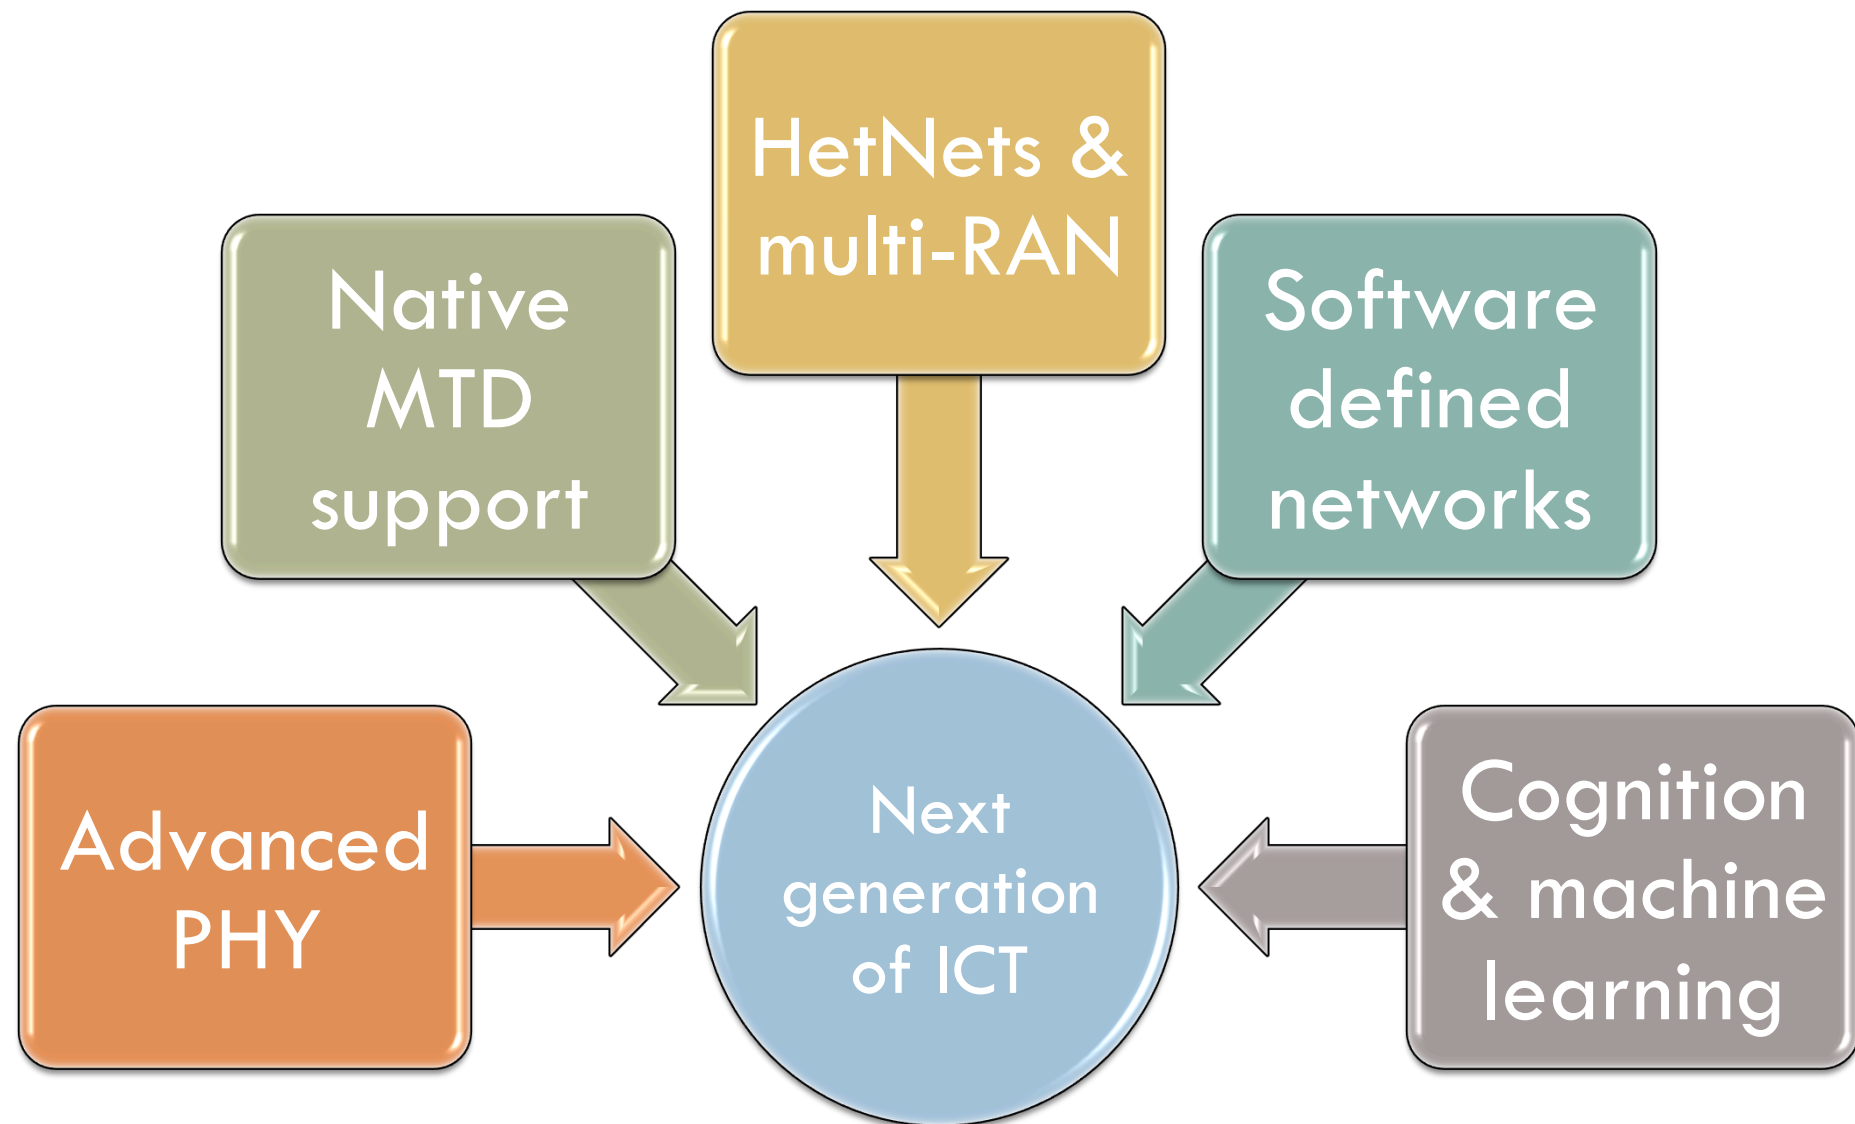 HetNets &
multi-RAN
Native
MTD
support
Software
defined
networks
Advanced
PHY
Next
generation
of ICT
Cognition
& machine
learning